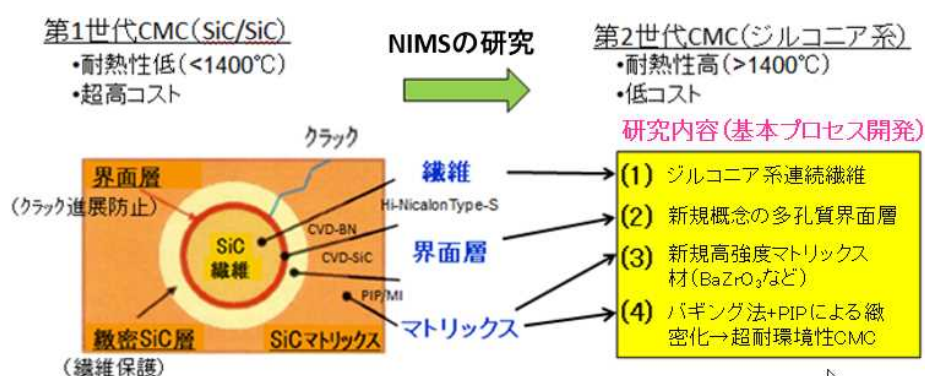 第1世代CMC(SiC/SiC)
・耐熱性低(<1400℃)
・超高コスト
NIMSの研究
第2世代CMC(ジルコニア系)
・耐熱性高(>1400℃)
・低コスト
研究内容(基本プロセス開発)
クラック
界面層
(クラック進展防止)
SiC
繊維
CVD-BN
CVD-SiC
PIP/MI
緻密SiC層
(繊維保護)
SiCマトリックス
繊維
Hi-NicalonType-S
界面層
マトリックス
(1) ジルコニア系連続繊維
(2) 新規概念の多孔質界面層
(3) 新規高強度マトリックス
材(BaZrO₃など)
(4) バギング法+PIPによる緻
密化→超耐環境性CMC